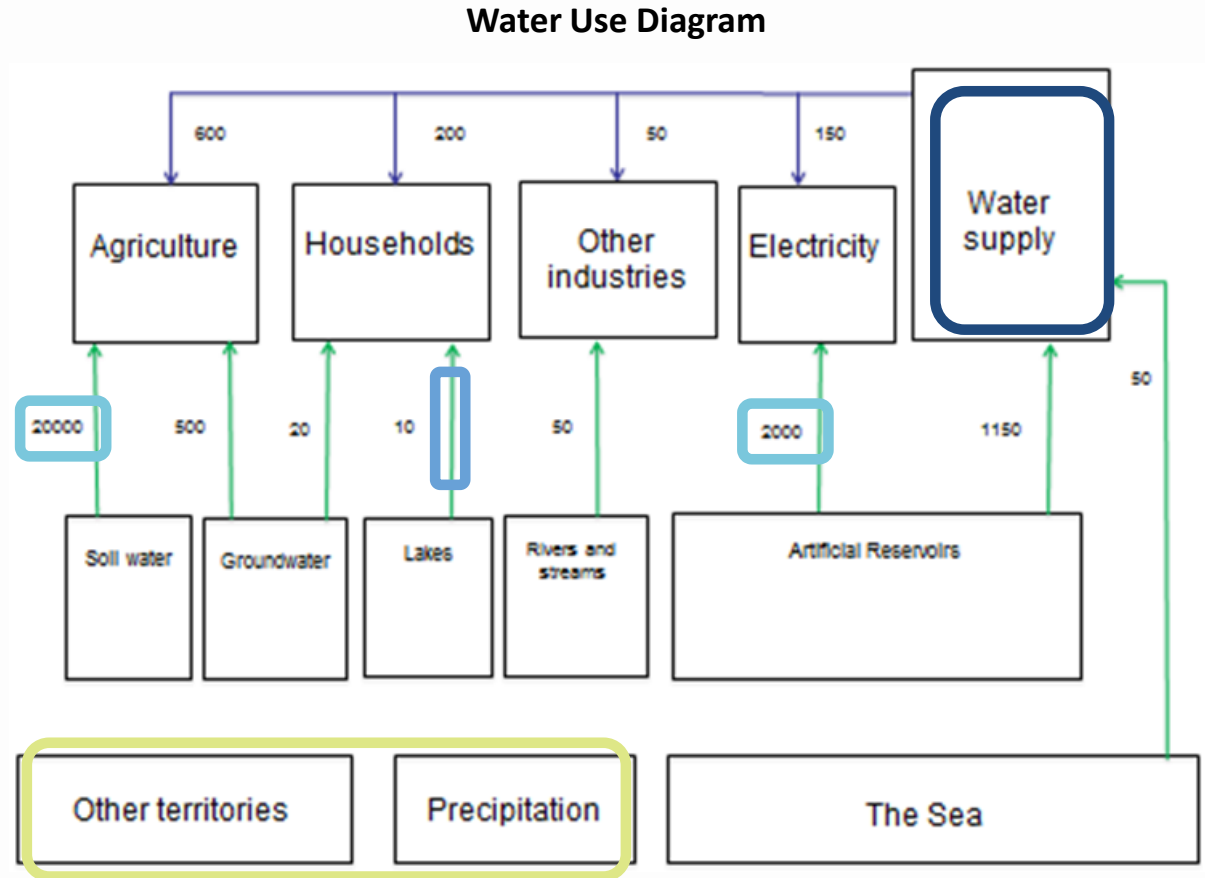 Water Use Diagram
600
200
50
150
Agriculture
Households
Other
industries
Electricity
Water
supply
20000
500
20
10
50
2000
1150
50
Soil water
Groundwater
Lakes
Rivers and
streams
Artificial Reservoirs
Other territories
Precipitation
The Sea